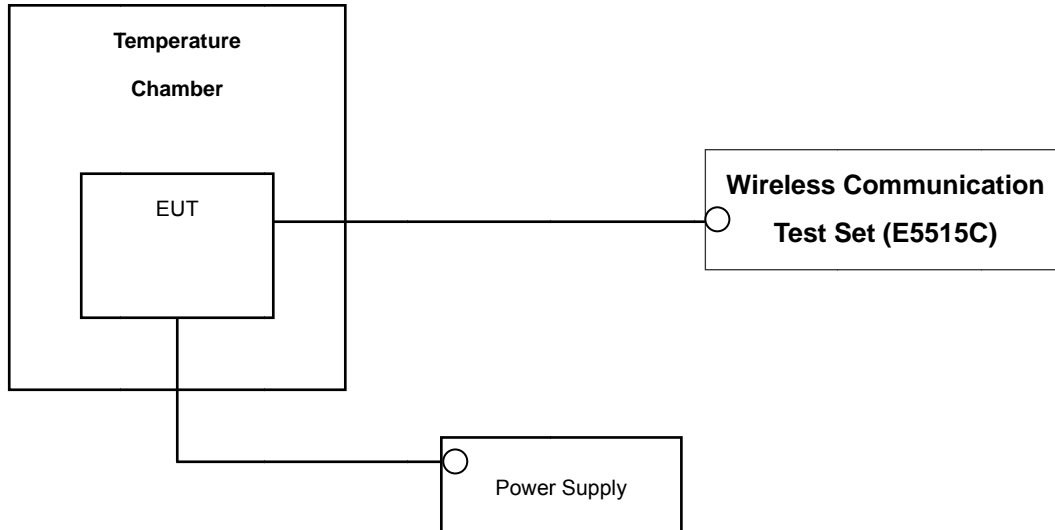 Temperature
Chamber
EUT
Wireless Communication
Test Set (E5515C)
Power Supply